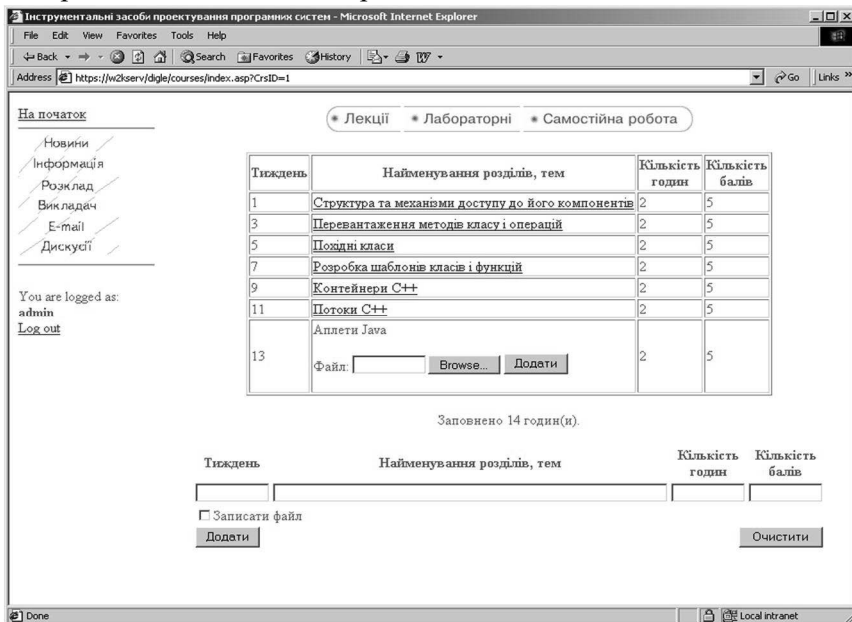 Інструментальні засоби проектування програмних систем - Microsoft Internet Explorer
File Edit View Favorites Tools Help
Back Search Favorites History
Address https://w2kserv/digle/courses/index.asp?CrsID=1 Go Links »
На початок
Новини
Інформація
Розклад
Викладач
E-mail
Дискусії
You are logged as:
admin
Log out
Лекції Лабораторні Самостійна робота
Тиждень Найменування розділів, тем Кількість годин Кількість балів
1 Структура та механізми доступу до його компонентів 2 5
3 Перевантаження методів класу і операцій 2 5
5 Похідні класи 2 5
7 Розробка шаблонів класів і функцій 2 5
9 Контейнери C++ 2 5
11 Потоки C++ 2 5
13 Аплети Java 2 5
Файл: Browse... Додати
Заповнено 14 годин(и).
Тиждень Найменування розділів, тем Кількість годин Кількість балів
Записати файл
Додати Очистити
Done Local intranet